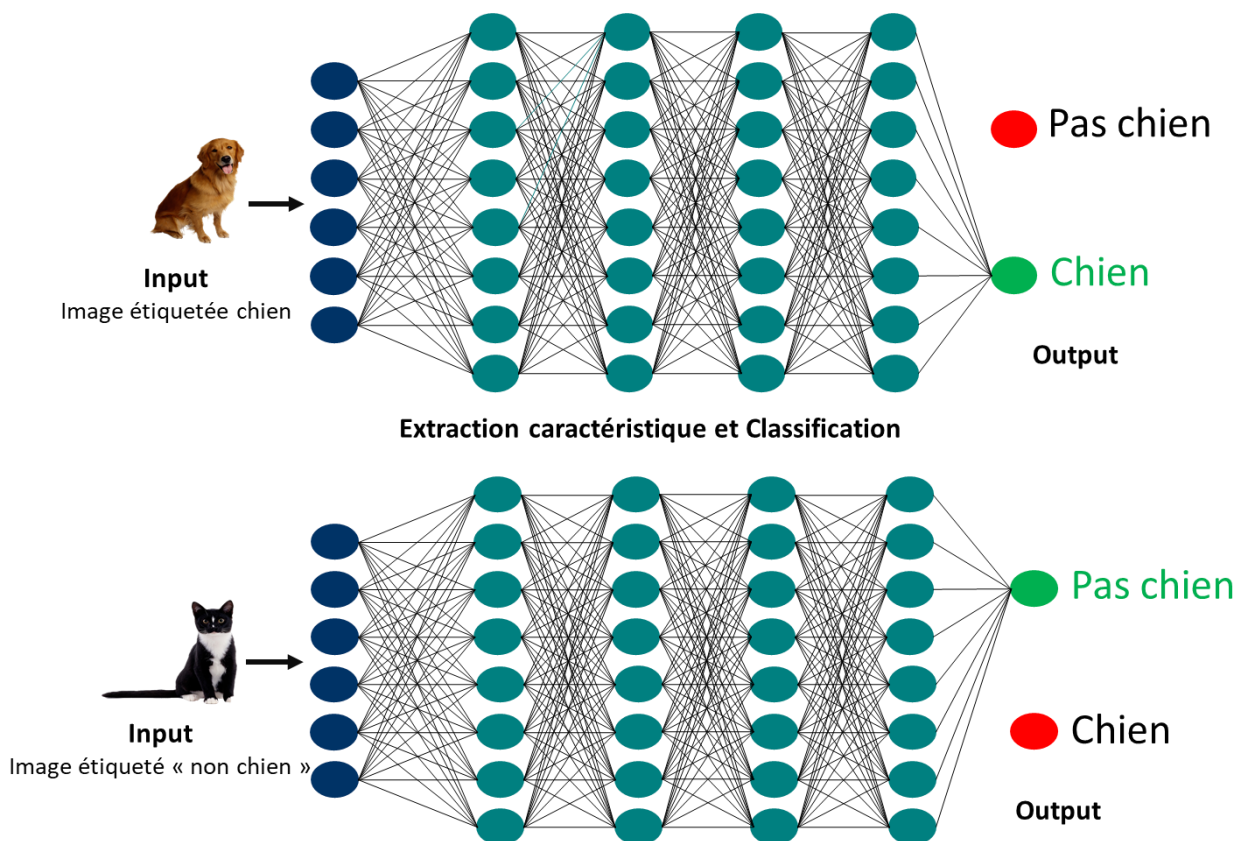 Pas chien
Chien
Input
Image étiquetée chien
Output
Extraction caractéristique et Classification
Pas chien
Chien
Input
Image étiqueté « non chien »
Output